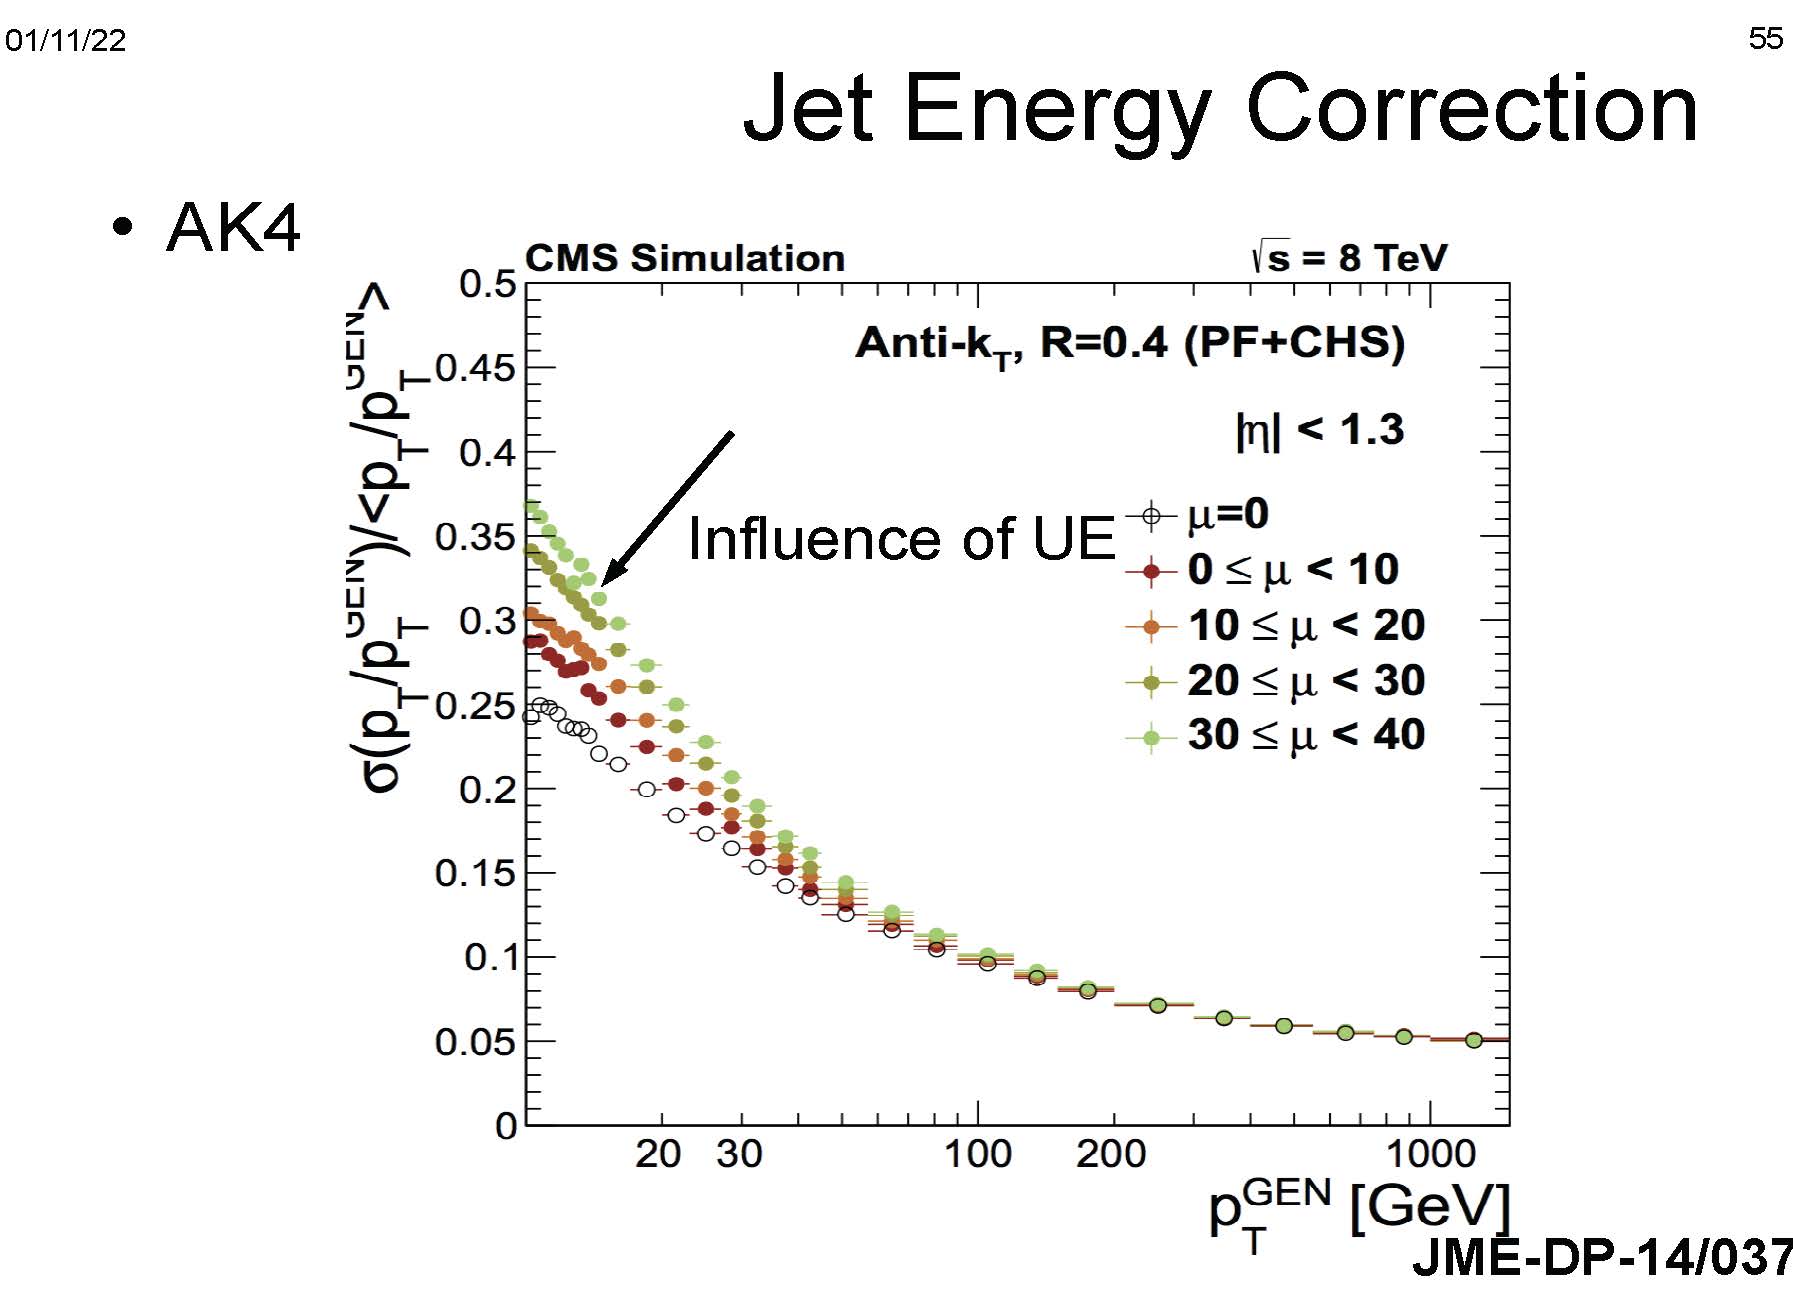 01/11/22
55
Jet Energy Correction
• AK4
CMS Simulation
√s = 8 TeV
Anti-kT, R=0.4 (PF+CHS)
|η| < 1.3
σ(pT/pTGEN)/<pT/pTGEN>
0.5
0.45
0.4
0.35
0.3
0.25
0.2
0.15
0.1
0.05
0
Influence of UE
μ=0
0 ≤ μ < 10
10 ≤ μ < 20
20 ≤ μ < 30
30 ≤ μ < 40
20 30 100 200 1000
pTGEN [GeV]
JME-DP-14/037